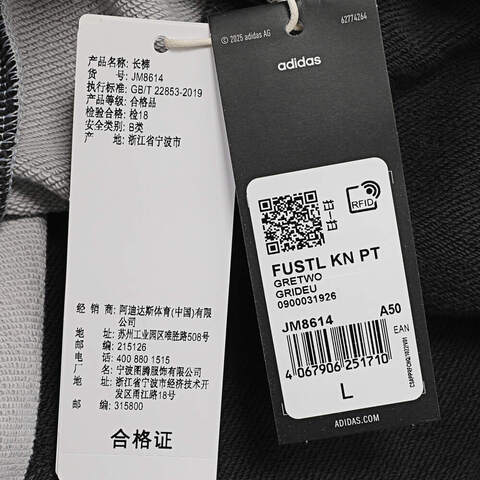 产品名称: 长裤
货 号: JM8614
执行标准: GB/T 22853-2019
产品等级: 合格品
检验合格: 检18
安全类别: B类
产 地: 浙江省宁波市
经 销 商: 阿迪达斯体育(中国)有限
公司
地 址: 苏州工业园区唯胜路508号
邮 编: 215126
电 话: 400 880 1515
厂 名: 宁波图腾服饰有限公司
地 址: 浙江省宁波市经济技术开
发区庐山路18号
邮 编: 315800
合格证
© 2025 adidas AG
62774264
adidas
RFID
FUSTL KN PT
GRETWO
GRIDEU
0900031926
JM8614
A50
EAN
4 067906 251710
L
ADIDAS.COM